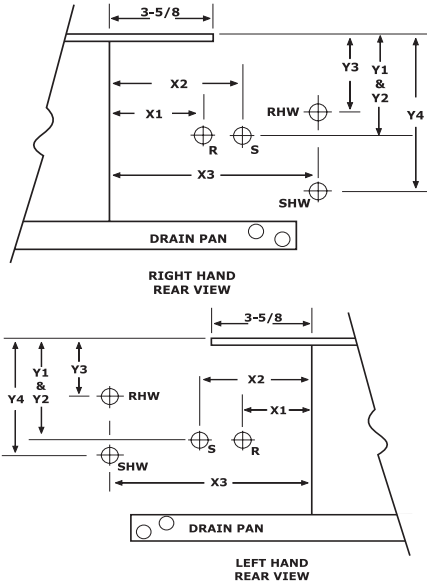 3-5/8
X2
Y3
Y1
&
Y2
Y4
X1
RHW
R
S
X3
SHW
DRAIN PAN
RIGHT HAND
REAR VIEW
3-5/8
Y4
Y1
&
Y2
Y3
X2
RHW
X1
S
R
SHW
X3
DRAIN PAN
LEFT HAND
REAR VIEW